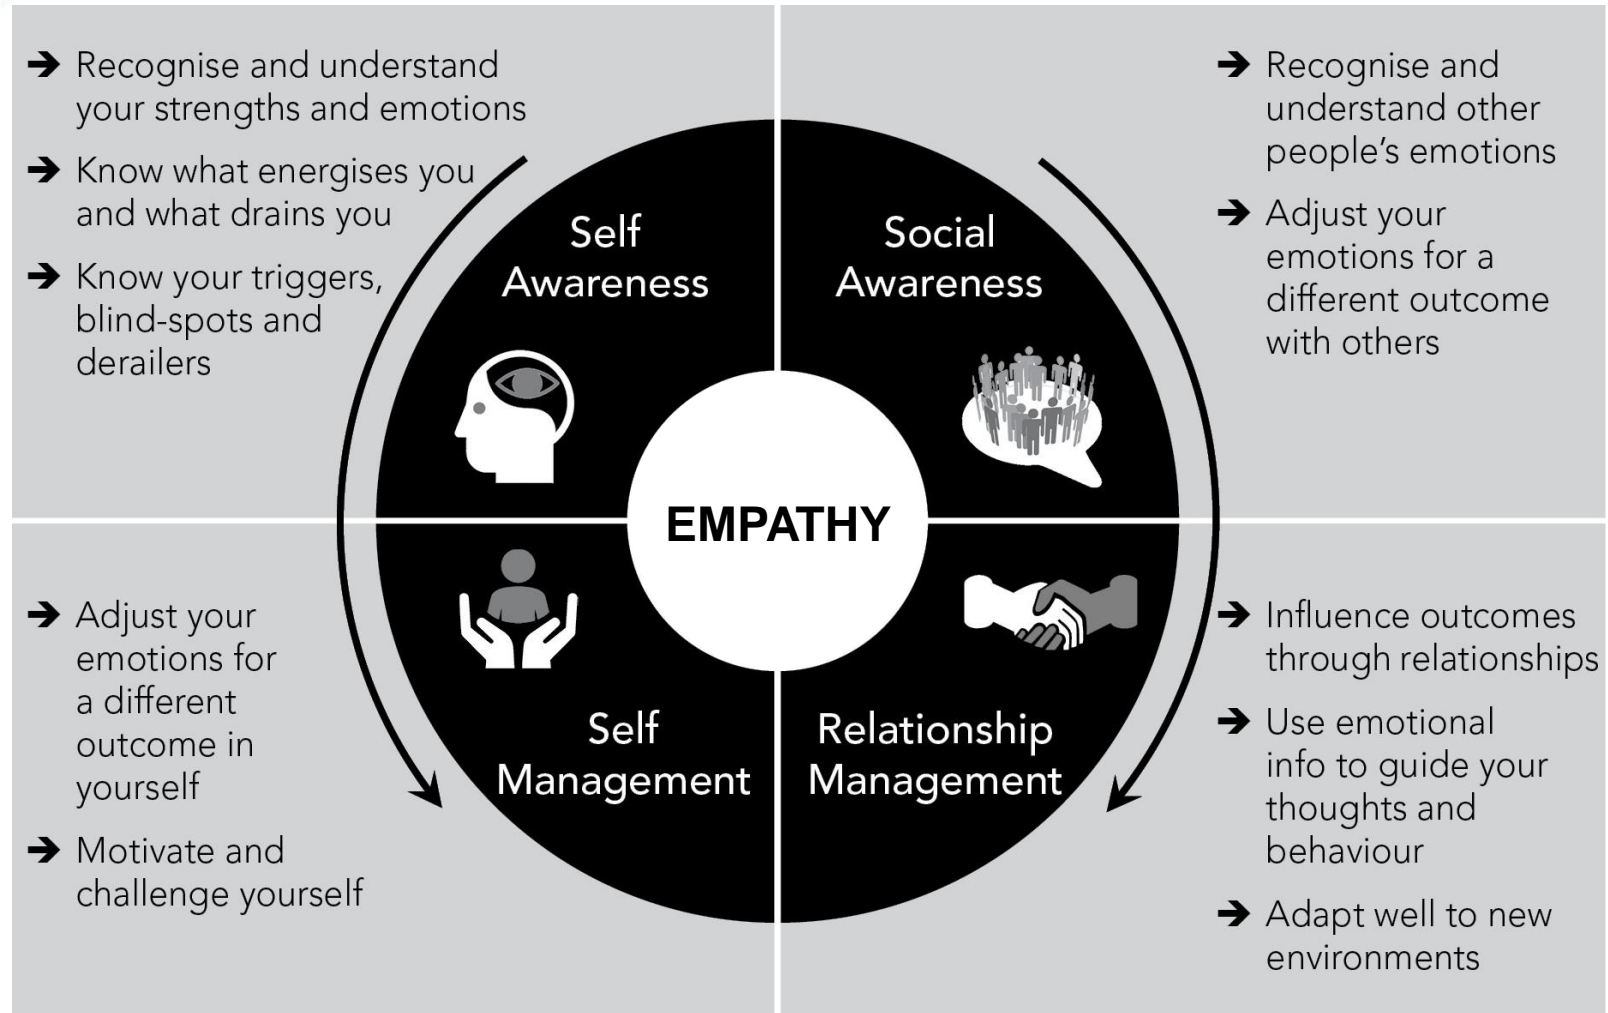 ➔ Recognise and understand
your strengths and emotions
➔ Know what energises you
and what drains you
➔ Know your triggers,
blind-spots and
derailers
Self
Awareness
Social
Awareness
➔ Recognise and
understand other
people’s emotions
➔ Adjust your
emotions for a
different outcome
with others
EMPATHY
➔ Adjust your
emotions for
a different
outcome in
yourself
➔ Motivate and
challenge yourself
Self
Management
Relationship
Management
➔ Influence outcomes
through relationships
➔ Use emotional
info to guide your
thoughts and
behaviour
➔ Adapt well to new
environments